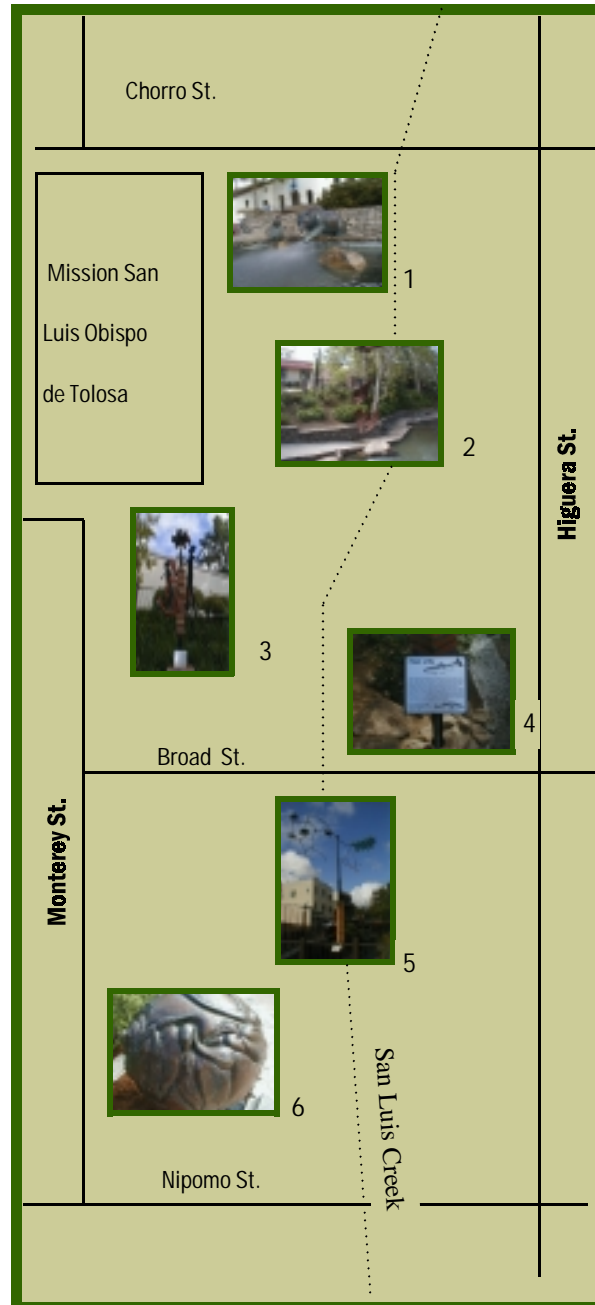 Chorro St.
Mission San
Luis Obispo
de Tolosa
1
2
Higuera St.
3
4
Broad St.
Monterey St.
5
6
San Luis Creek
Nipomo St.